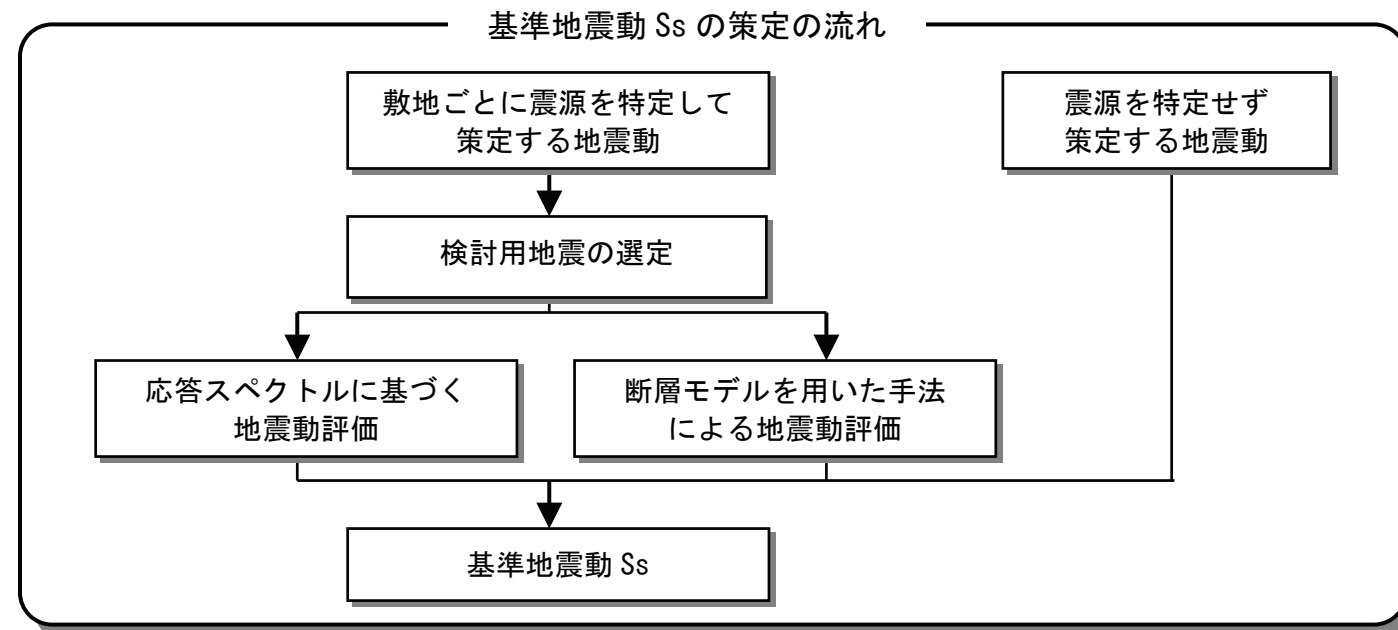 基準地震動 Ss の策定の流れ
敷地ごとに震源を特定して
策定する地震動
震源を特定せず
策定する地震動
検討用地震の選定
応答スペクトルに基づく
地震動評価
断層モデルを用いた手法
による地震動評価
基準地震動 Ss